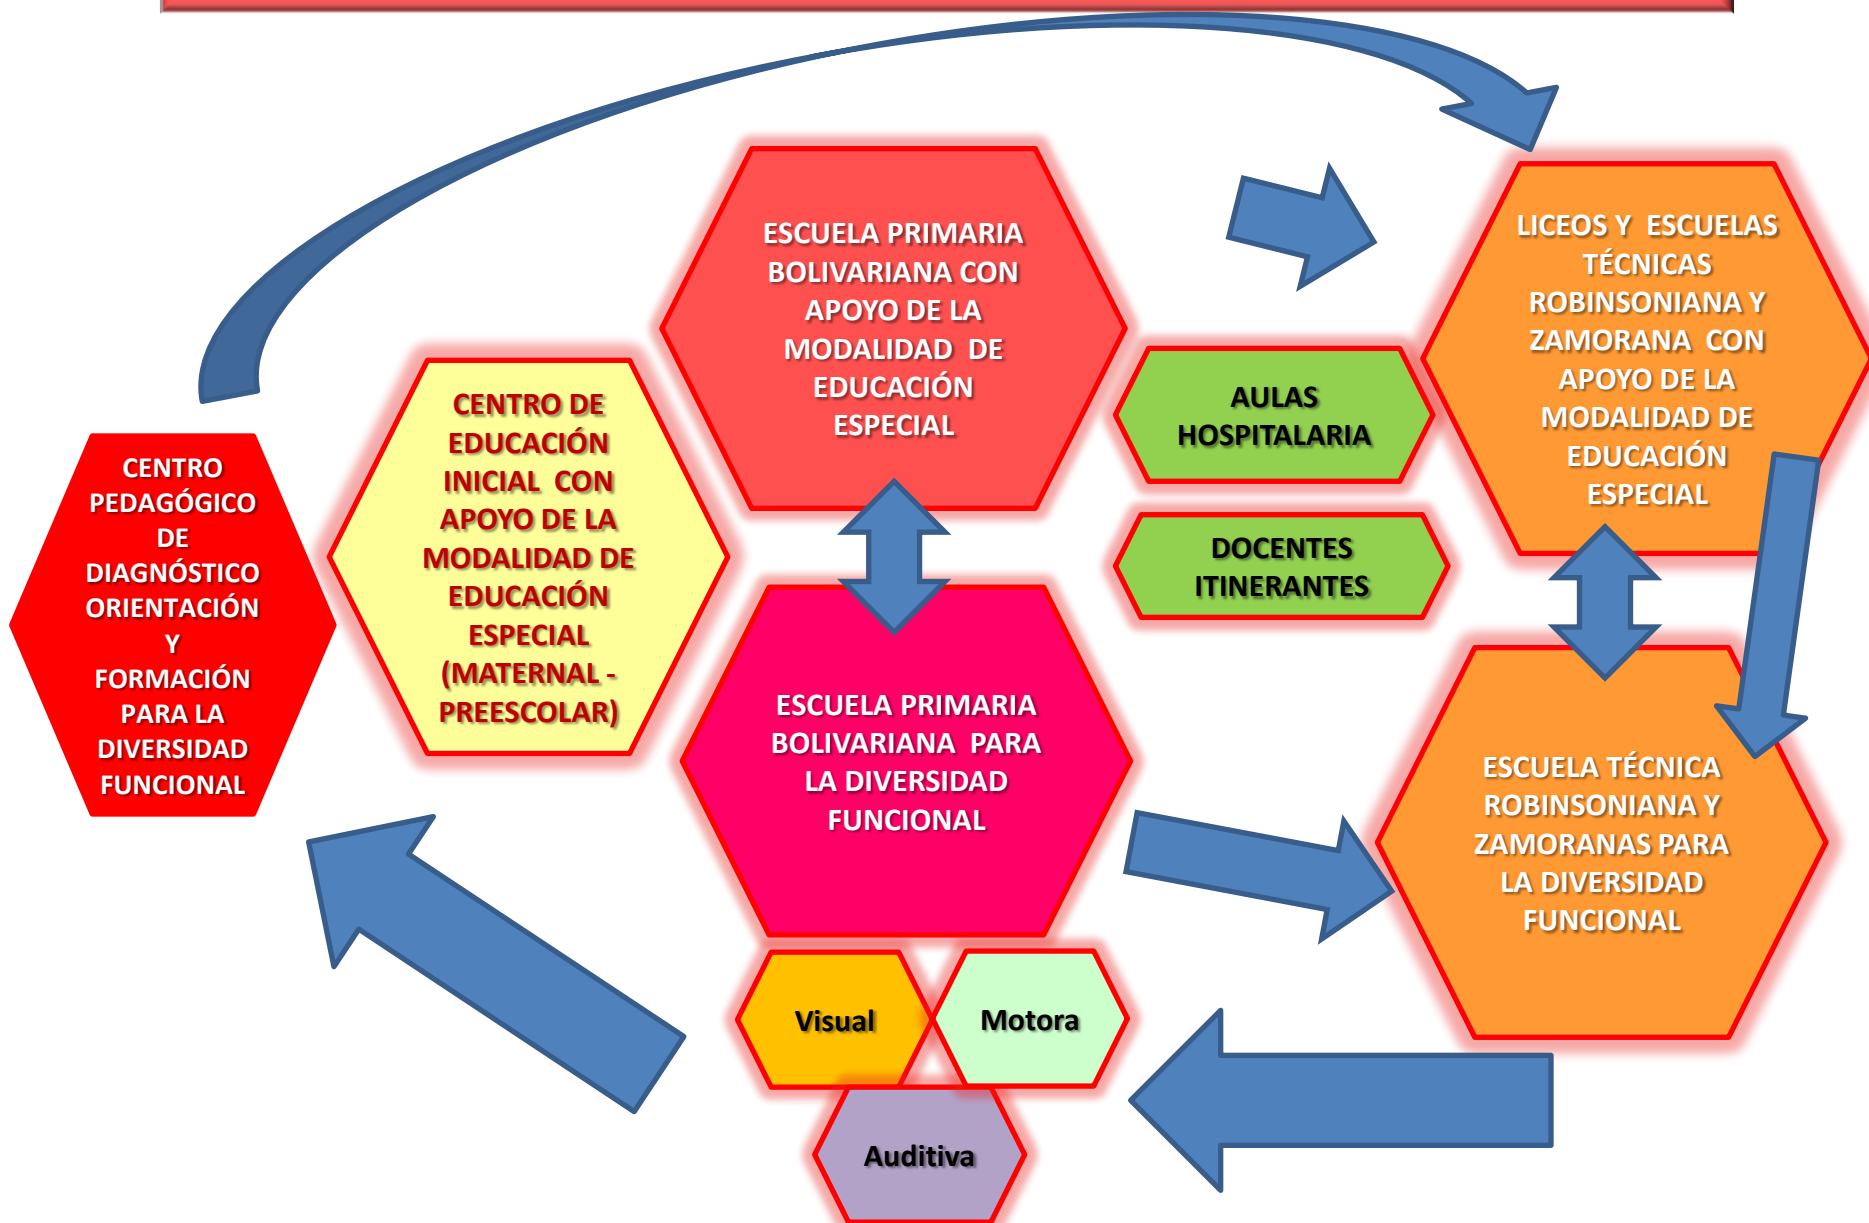 CENTRO
PEDAGÓGICO
DE
DIAGNÓSTICO
ORIENTACIÓN
Y
FORMACIÓN
PARA LA
DIVERSIDAD
FUNCIONAL
CENTRO DE
EDUCACIÓN
INICIAL CON
APOYO DE LA
MODALIDAD DE
EDUCACIÓN
ESPECIAL
(MATERNAL -
PREESCOLAR)
ESCUELA PRIMARIA
BOLIVARIANA CON
APOYO DE LA
MODALIDAD DE
EDUCACIÓN
ESPECIAL
ESCUELA PRIMARIA
BOLIVARIANA PARA
LA DIVERSIDAD
FUNCIONAL
Visual
Motora
Auditiva
AULAS
HOSPITALARIA
DOCENTES
ITINERANTES
LICEOS Y ESCUELAS
TÉCNICAS
ROBINSONIANA Y
ZAMORANA CON
APOYO DE LA
MODALIDAD DE
EDUCACIÓN
ESPECIAL
ESCUELA TÉCNICA
ROBINSONIANA Y
ZAMORANAS PARA
LA DIVERSIDAD
FUNCIONAL